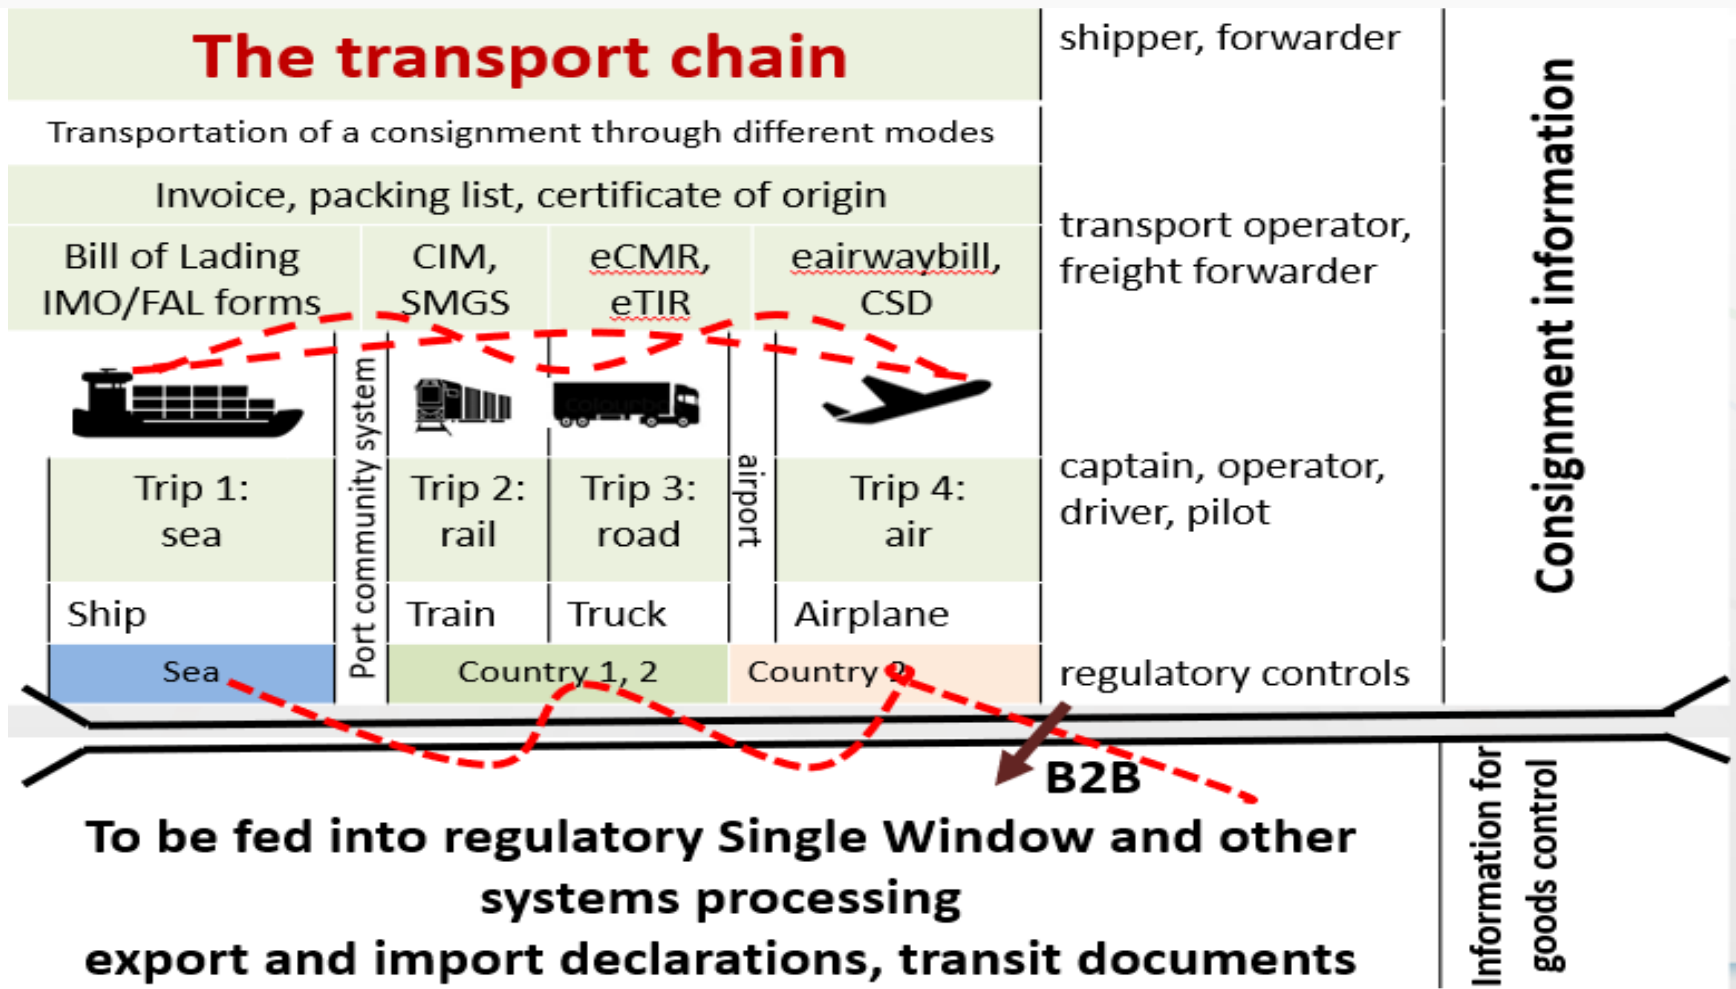 The transport chain
shipper, forwarder
Transportation of a consignment through different modes
Invoice, packing list, certificate of origin
transport operator,
freight forwarder
Bill of Lading
IMO/FAL forms
CIM,
SMGS
eCMR,
eTIR
eairwaybill,
CSD
Port community system
airport
Trip 1:
sea
Trip 2:
rail
Trip 3:
road
Trip 4:
air
captain, operator,
driver, pilot
Ship
Train
Truck
Airplane
Sea
Country 1, 2
Country
regulatory controls
Consignment information
B2B
To be fed into regulatory Single Window and other
systems processing
export and import declarations, transit documents
Information for
goods control